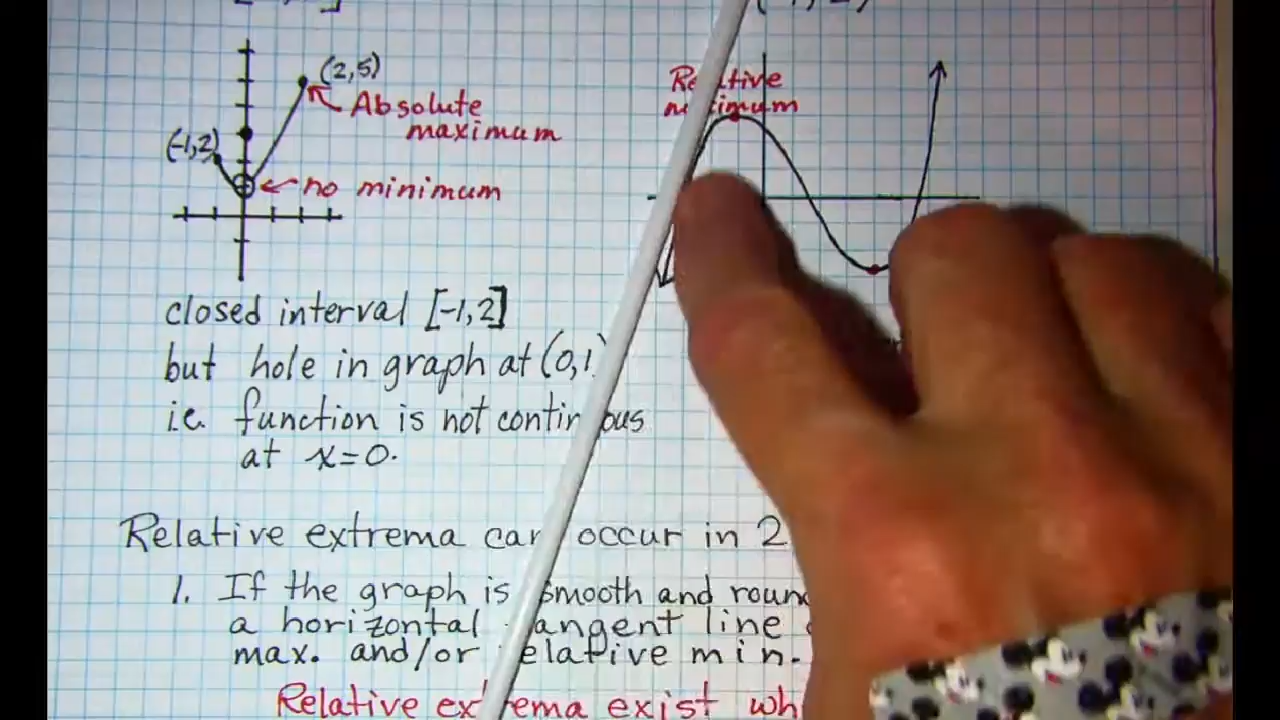 (2,5)
Absolute
maximum
(-1,2)
no minimum
Relative
maximum
closed interval [-1,2]
but hole in graph at (0,1
i.e. function is not continuous
at x=0.
Relative extrema can occur in 2
1. If the graph is smooth and round
a horizontal tangent line
max. and/or relative min.
Relative extrema exist wh